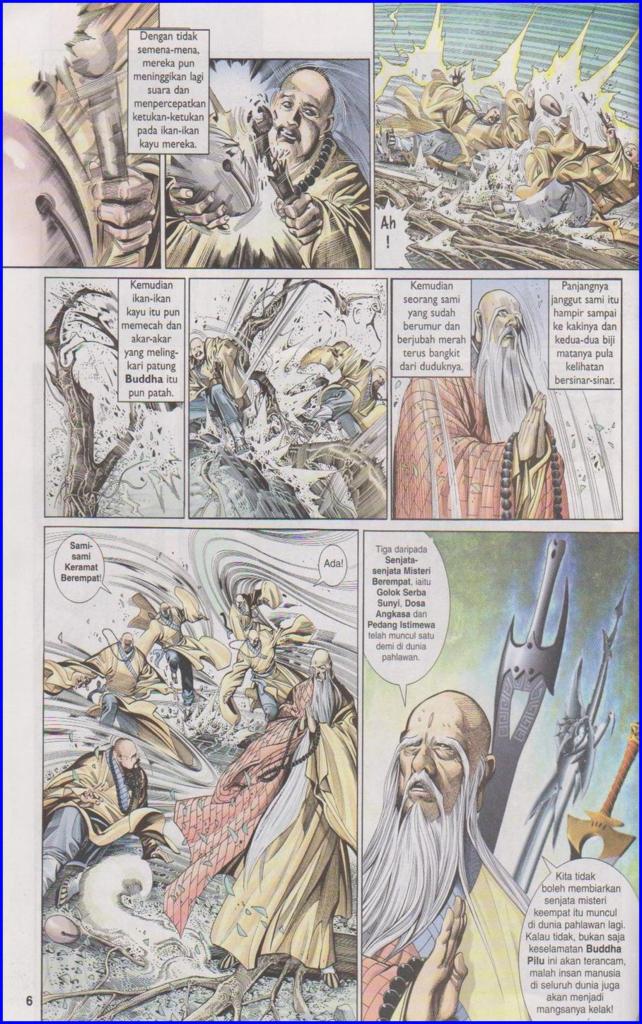 Dengan tidak
semena-mena,
mereka pun
meninggikan lagi
suara dan
menpercepatkan
ketukan-ketukan
pada ikan-ikan
kayu mereka.
Ah
!
Kemudian
ikan-ikan
kayu itu pun
memecah dan
akar-akar
yang meling-
kari patung
Buddha itu
pun patah.
Kemudian
seorang sami
yang sudah
berumur dan
berjubah merah
terus bangkit
dari duduknya.
Panjangnya
janggut sami itu
hampir sampai
ke kakinya dan
kedua-dua biji
matanya pula
kelihatan
bersinar-sinar.
Sami-
sami
Keramat
Berempat!
Ada!
Tiga daripada
Senjata-
senjata Misteri
Berempat, iaitu
Golok Serba
Sunyi, Dosa
Angkasa dan
Pedang Istimewa
telah muncul satu
demi di dunia
pahlawan.
Kita tidak
boleh membiarkan
senjata misteri
keempat itu muncul
di dunia pahlawan lagi.
Kalau tidak, bukan saja
keselamatan Buddha
Pilu ini akan terancam,
malah insan manusia
di seluruh dunia juga
akan menjadi
mangsanya kelak!
6